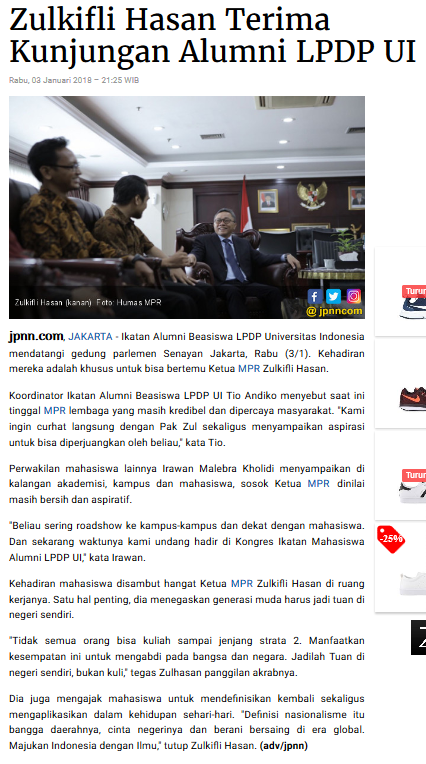 Zulkifli Hasan Terima
Kunjungan Alumni LPDP UI
Rabu, 03 Januari 2018 – 21:25 WIB
Zulkifli Hasan (kanan). Foto: Humas MPR
@ jpnncom
jpnn.com, JAKARTA - Ikatan Alumni Beasiswa LPDP Universitas Indonesia
mendatangi gedung parlemen Senayan Jakarta, Rabu (3/1). Kehadiran
mereka adalah khusus untuk bisa bertemu Ketua MPR Zulkifli Hasan.
Koordinator Ikatan Alumni Beasiswa LPDP UI Tio Andiko menyebut saat ini
tinggal MPR lembaga yang masih kredibel dan dipercaya masyarakat. "Kami
ingin curhat langsung dengan Pak Zul sekaligus menyampaikan aspirasi
untuk bisa diperjuangkan oleh beliau," kata Tio.
Perwakilan mahasiswa lainnya Irawan Malebra Kholidi menyampaikan di
kalangan akademisi, kampus dan mahasiswa, sosok Ketua MPR dinilai
masih bersih dan aspiratif.
"Beliau sering roadshow ke kampus-kampus dan dekat dengan mahasiswa.
Dan sekarang waktunya kami undang hadir di Kongres Ikatan Mahasiswa
Alumni LPDP UI," kata Irawan.
Kehadiran mahasiswa disambut hangat Ketua MPR Zulkifli Hasan di ruang
kerjanya. Satu hal penting, dia menegaskan generasi muda harus jadi tuan di
negeri sendiri.
"Tidak semua orang bisa kuliah sampai jenjang strata 2. Manfaatkan
kesempatan ini untuk mengabdi pada bangsa dan negara. Jadilah Tuan di
negeri sendiri, bukan kuli," tegas Zulhasan panggilan akrabnya.
Dia juga mengajak mahasiswa untuk mendefinisikan kembali sekaligus
mengaplikasikan dalam kehidupan sehari-hari. "Definisi nasionalisme itu
bangga daerahnya, cinta negerinya dan berani bersaing di era global.
Majukan Indonesia dengan Ilmu," tutup Zulkifli Hasan. (adv/jpnn)
Turun
Turun
-25%